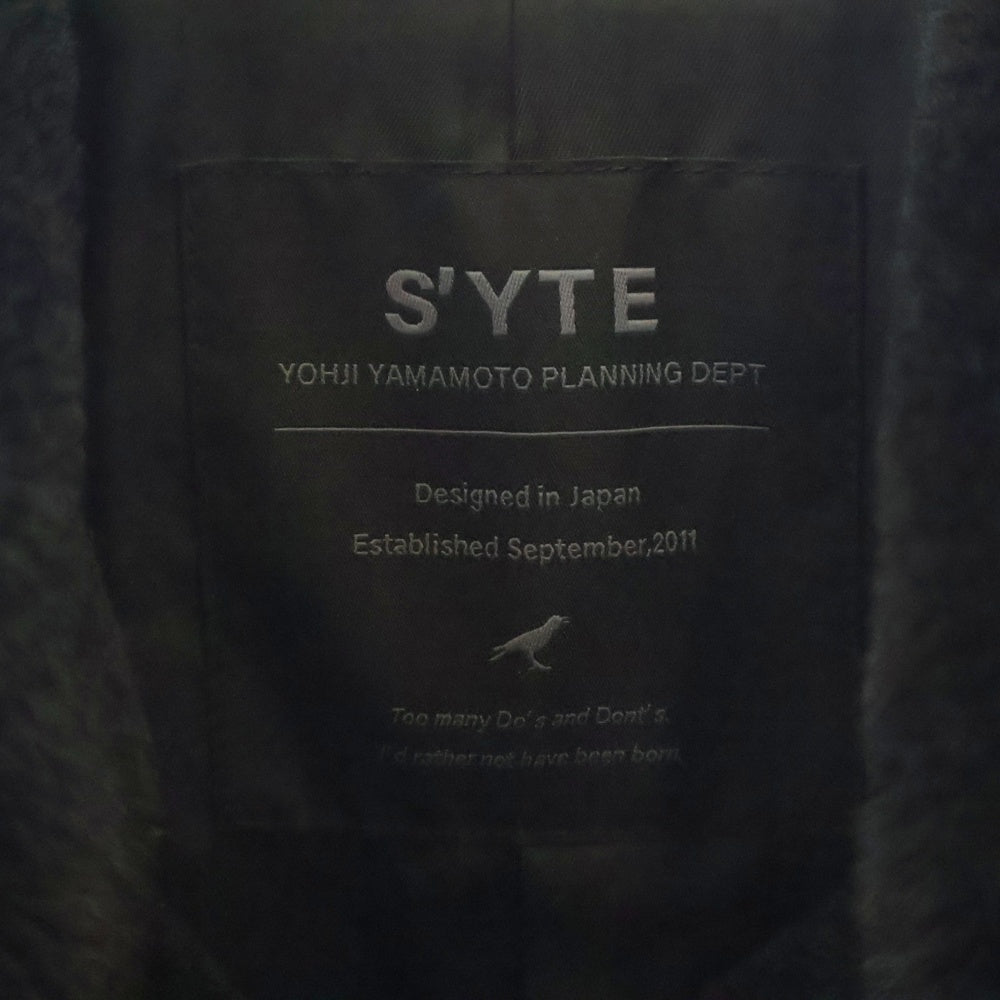 S'YTE
YOHJI YAMAMOTO PLANNING DEPT
Designed in Japan
Established September,2011
Too many Do's and Dont's.
I'd rather not have been born.